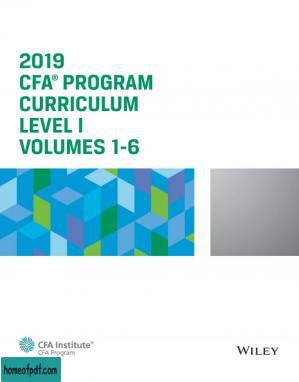 2019
CFA® PROGRAM
CURRICULUM
LEVEL I
VOLUMES 1-6
CFA Institute®
CFA Program
WILEY
homeofpdf.com